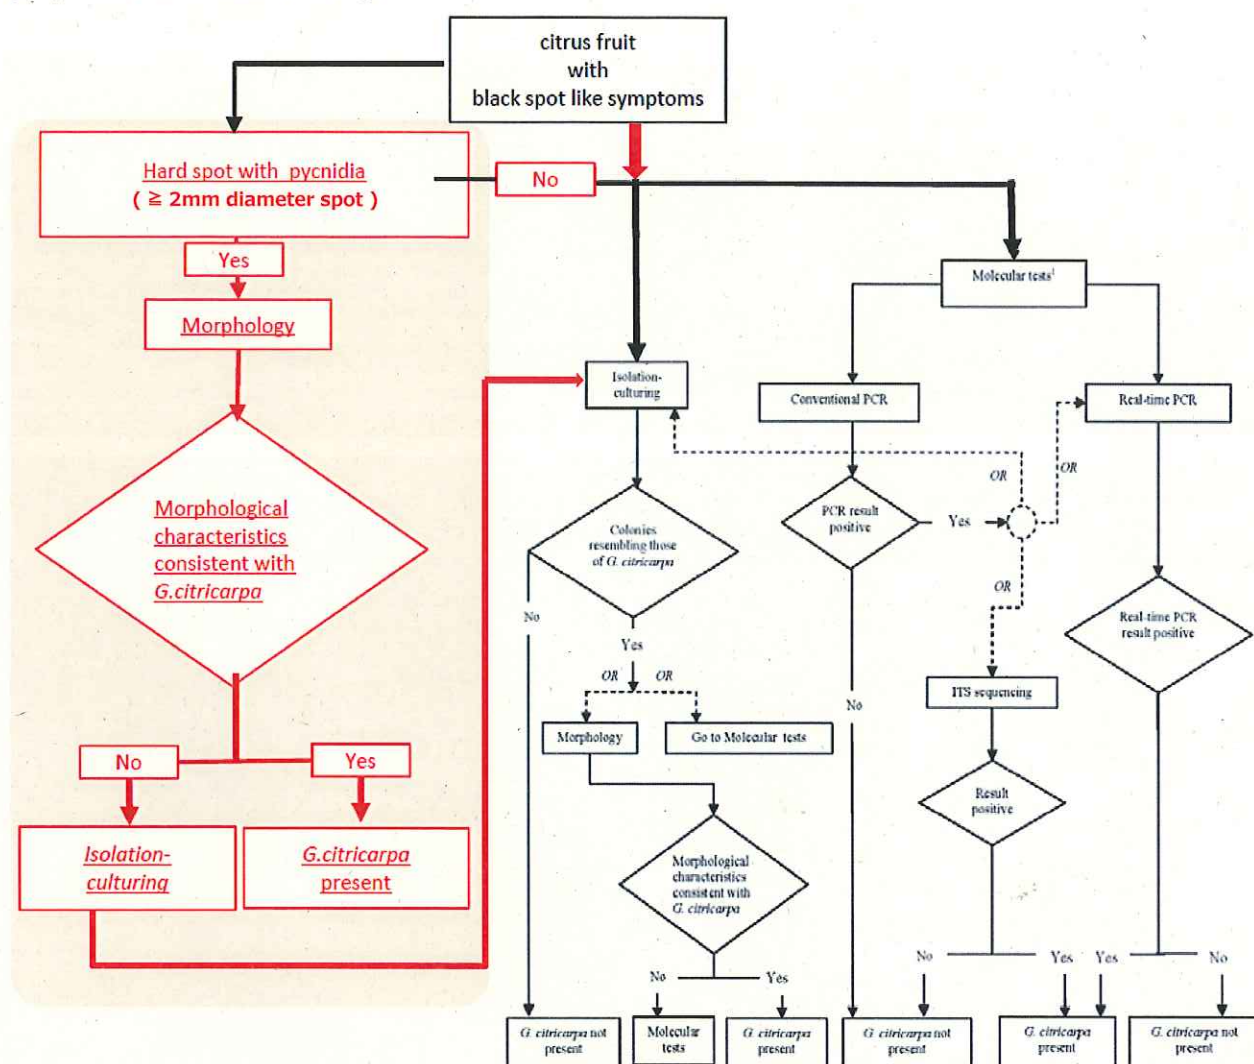 citrus fruit
with
black spot like symptoms
Hard spot with pycnidia
( ≧ 2mm diameter spot )
No
Yes
Morphology
Morphological
characteristics
consistent with
G.citricarpa
No
Yes
Isolation-
culturing
G.citricarpa
present
Isolation-
culturing
Colonies
resembling those
of G. citricarpa
No
Yes
OR
OR
Morphology
Go to Molecular tests
Morphological
characteristics
consistent with
G. citricarpa
No
Yes
G. citricarpa not
present
Molecular
tests
G. citricarpa
present
Molecular tests¹
Conventional PCR
Real-time PCR
PCR result
positive
Yes
OR
OR
OR
No
ITS sequencing
Result
positive
Real-time PCR
result positive
No
Yes
Yes
No
G. citricarpa not
present
G. citricarpa
present
G. citricarpa not
present